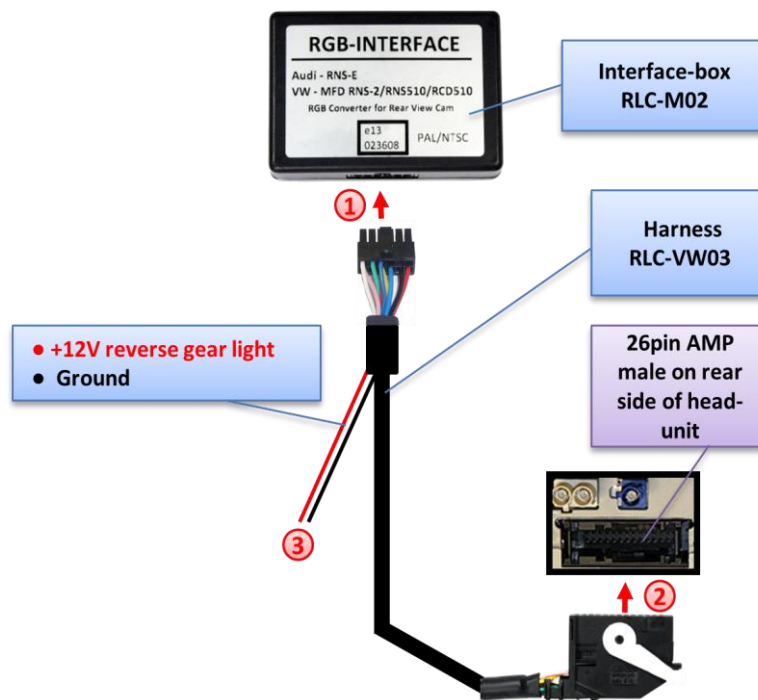 RGB-INTERFACE
Audi - RNS-E
VW - MFD RNS-2/RNS510/RCD510
RGB Converter for Rear View Cam
e13
023608
PAL/NTSC
Interface-box
RLC-M02
1
Harness
RLC-VW03
● +12V reverse gear light
● Ground
26pin AMP
male on rear
side of head-
unit
3
2